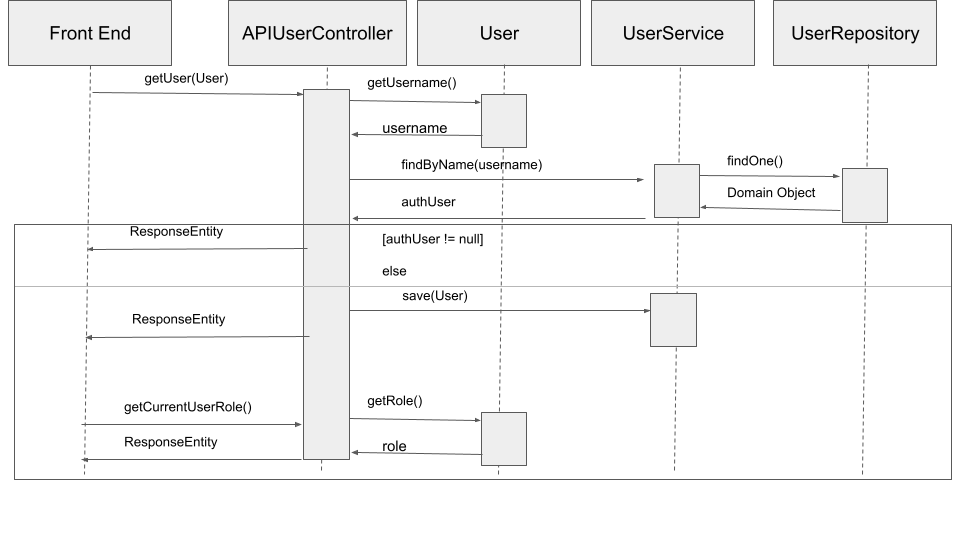 Front End
APIUserController
User
UserService
UserRepository
getUser(User)
getUsername()
username
findByName(username)
findOne()
Domain Object
authUser
ResponseEntity
[authUser != null]
else
save(User)
ResponseEntity
getCurrentUserRole()
getRole()
ResponseEntity
role